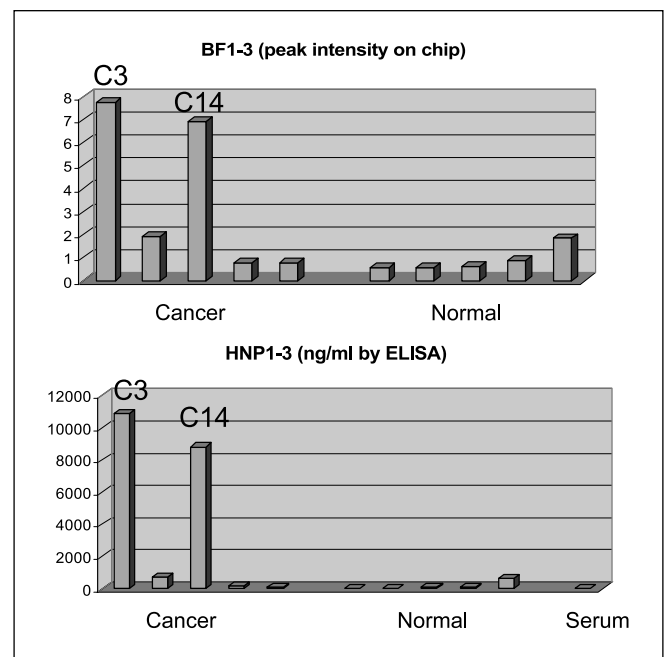 BF1-3 (peak intensity on chip)
C3
C14
8
7
6
5
4
3
2
1
0
Cancer Normal
HNP1-3 (ng/ml by ELISA)
C3
C14
12000
10000
8000
6000
4000
2000
0
Cancer Normal Serum